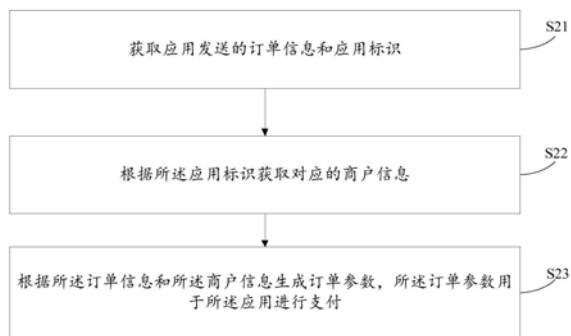 S21
获取应用发送的订单信息和应用标识
S22
根据所述应用标识获取对应的商户信息
S23
根据所述订单信息和所述商户信息生成订单参数，所述订单参数用
于所述应用进行支付